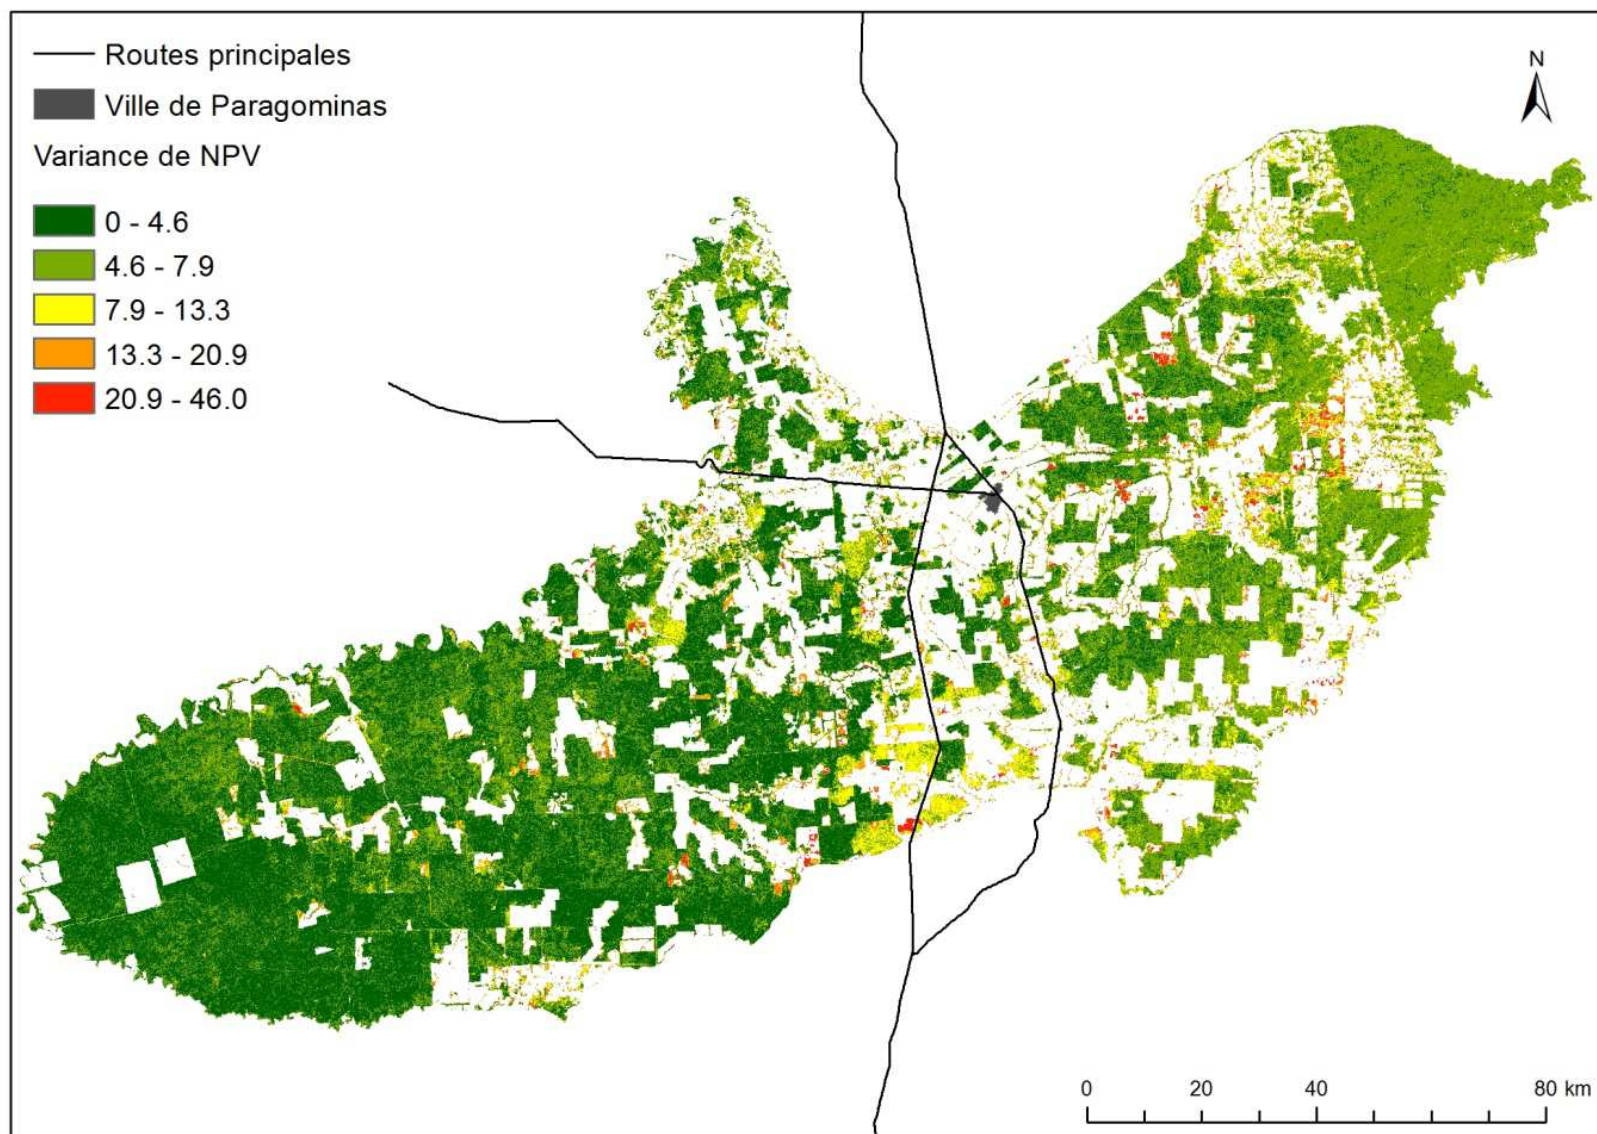 Routes principales
Ville de Paragominas
Variance de NPV
0 - 4.6
4.6 - 7.9
7.9 - 13.3
13.3 - 20.9
20.9 - 46.0
N
0 20 40 80 km